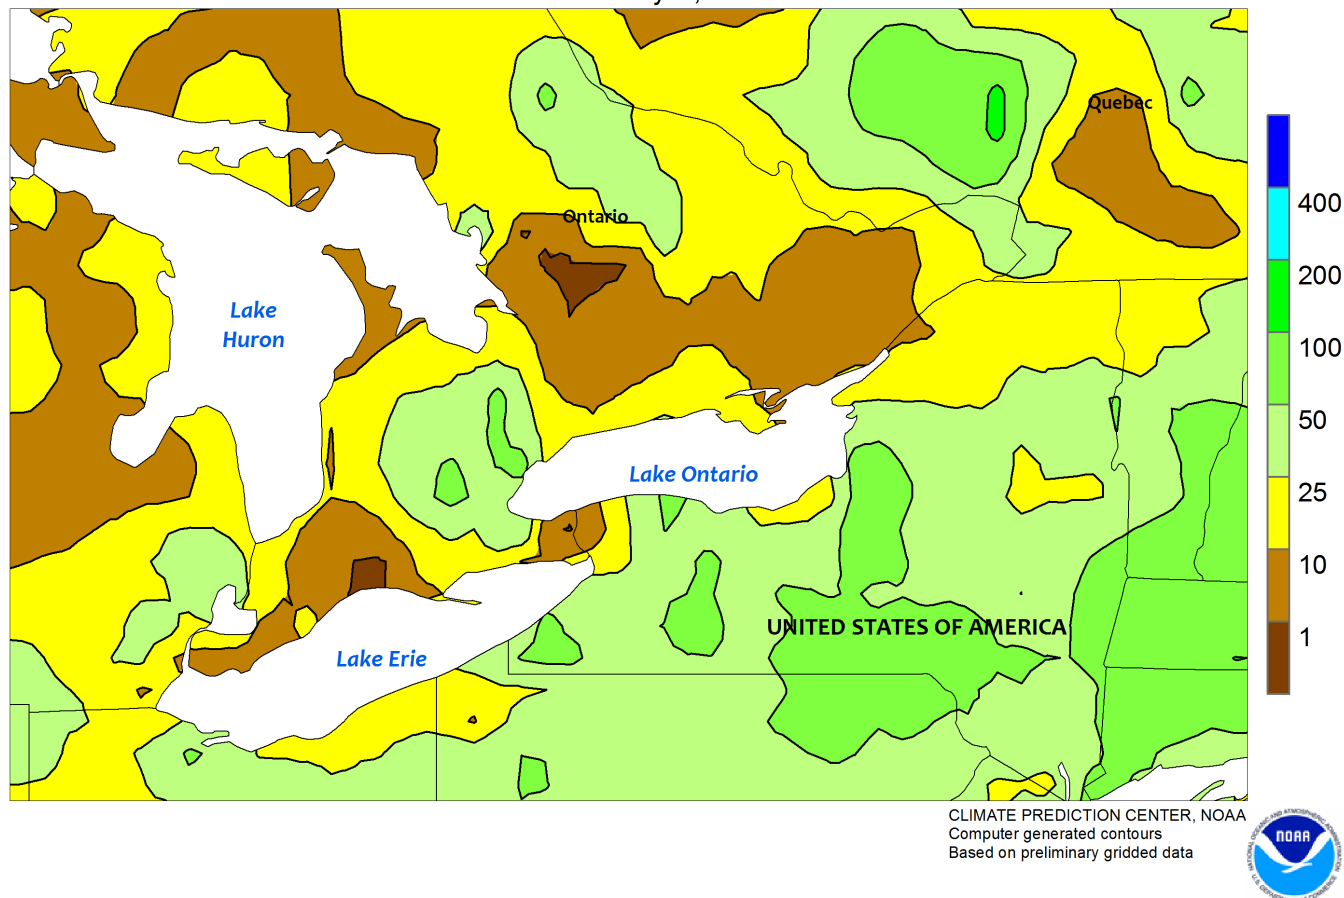 Quebec
Ontario
Lake
Huron
Lake Ontario
UNITED STATES OF AMERICA
Lake Erie
400
200
100
50
25
10
1
CLIMATE PREDICTION CENTER, NOAA
Computer generated contours
Based on preliminary gridded data
NOAA